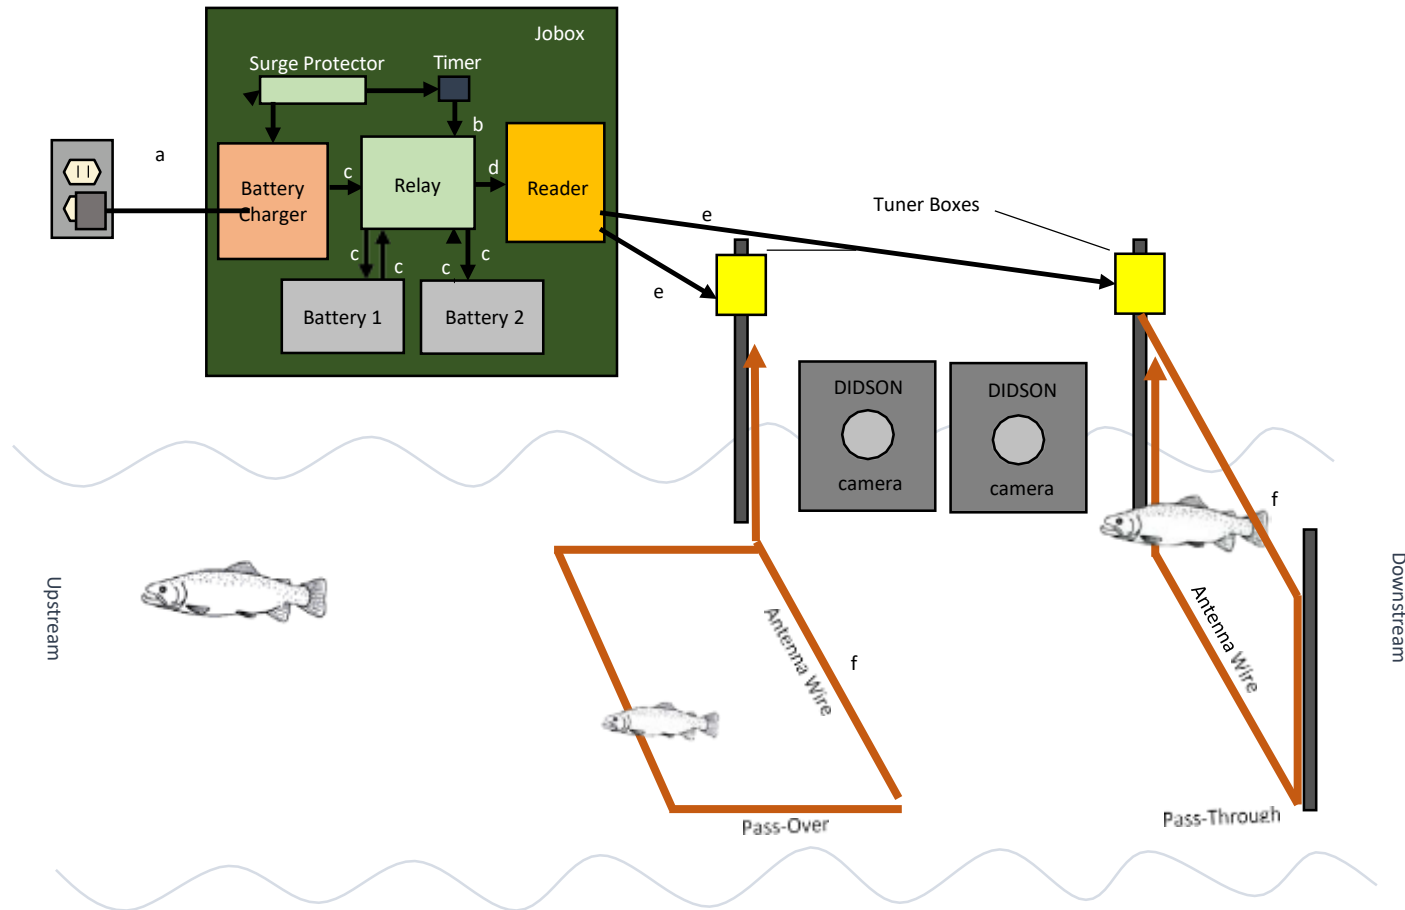 Jobox
Surge Protector
Timer
a
b
Battery
Charger
c
Relay
d
Reader
c
c
c
c
Battery 1
Battery 2
e
e
Tuner Boxes
DIDSON
camera
DIDSON
camera
f
Upstream
Downstream
Antenna Wire
f
Antenna Wire
Pass-Over
Pass-Through